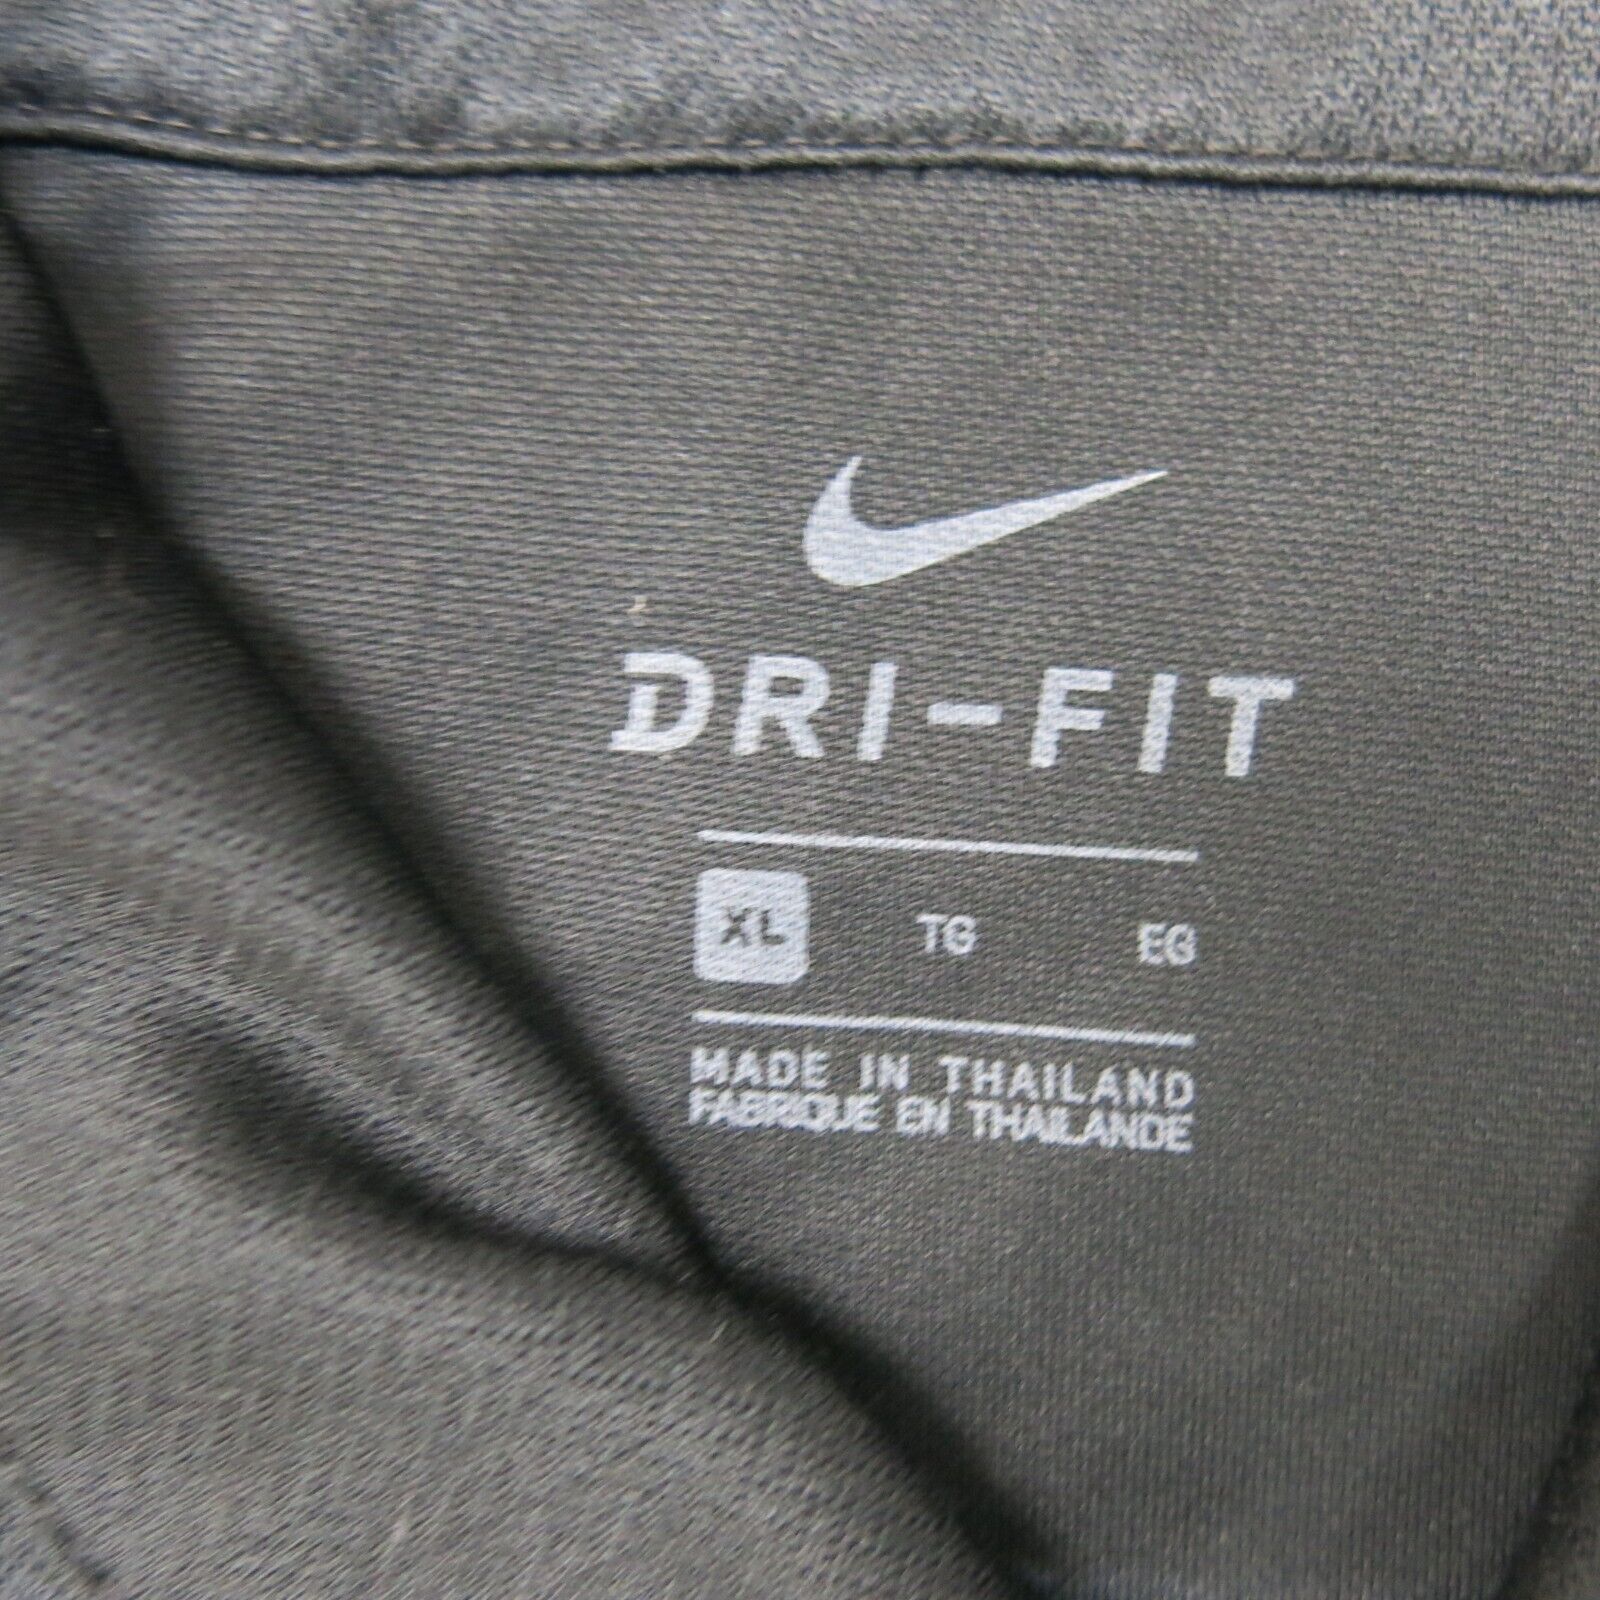 DRI-FIT
XL TG EG
MADE IN THAILAND
FABRIQUE EN THAILANDE